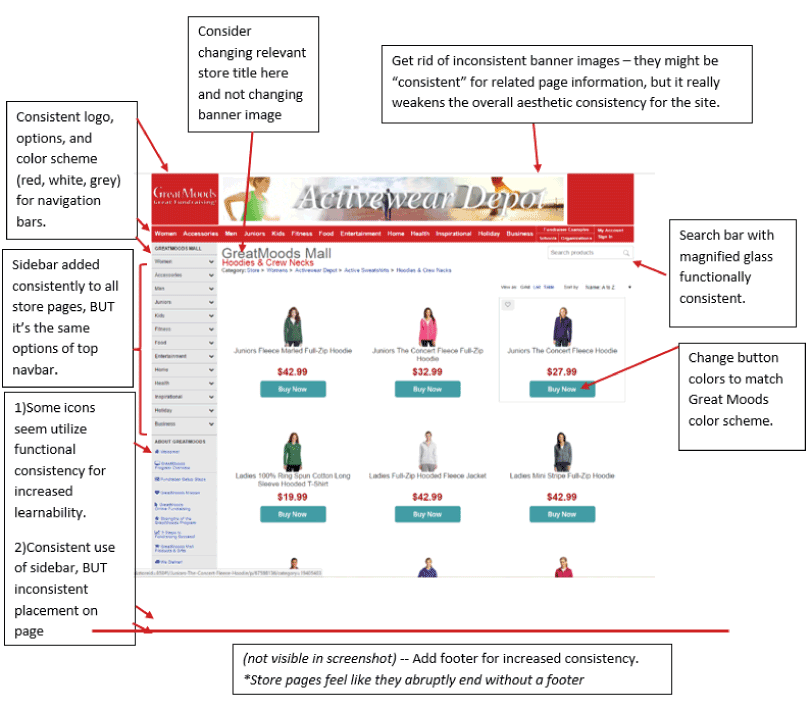 Consider
changing relevant
store title here
and not changing
banner image
Get rid of inconsistent banner images – they might be
“consistent” for related page information, but it really
weakens the overall aesthetic consistency for the site.
Consistent logo,
options, and
color scheme
(red, white, grey)
for navigation
bars.
Sidebar added
consistently to all
store pages, BUT
it’s the same
options of top
navbar.
1)Some icons
seem utilize
functional
consistency for
increased
learnability.
2)Consistent use
of sidebar, BUT
inconsistent
placement on
page
Search bar with
magnified glass
functionally
consistent.
Change button
colors to match
Great Moods
color scheme.
GreatMoods
Great Fundraising!
Activewear Depot
Women Accessories Men Juniors Kids Fitness Food Entertainment Home Health Inspirational Holiday Business
Fundraiser Examples My Account
Schools Organizations Sign In
GREATMOODS MALL
Women
Accessories
Men
Juniors
Kids
Fitness
Food
Entertainment
Home
Health
Inspirational
Holiday
Business
ABOUT GREATMOODS
Welcome!
GreatMoods
Program Overview
Fundraiser Setup Steps
GreatMoods Mission
GreatMoods
Online Fundraising
Strengths of the
GreatMoods Program
Fundraising Success!
GreatMoods Mall
Products & Gifts
GreatMoods Mall
Hoodies & Crew Necks
Category: Store > Womens > Activewear Depot > Active Sweatshirts > Hoodies & Crew Necks
Search products
View as: Grid List Table Sort by Name: A to Z
Juniors Fleece Marled Full-Zip Hoodie
$42.99
Buy Now
Juniors The Concert Fleece Full-Zip
Hoodie
$32.99
Buy Now
Juniors The Concert Fleece Hoodie
$27.99
Buy Now
Ladies 100% Ring Spun Cotton Long
Sleeve Hooded T-Shirt
$19.99
Buy Now
Ladies Full-Zip Hooded Fleece Jacket
$42.99
Buy Now
Ladies Mini Stripe Full-Zip Hoodie
$42.99
Buy Now
(not visible in screenshot) -- Add footer for increased consistency.
*Store pages feel like they abruptly end without a footer